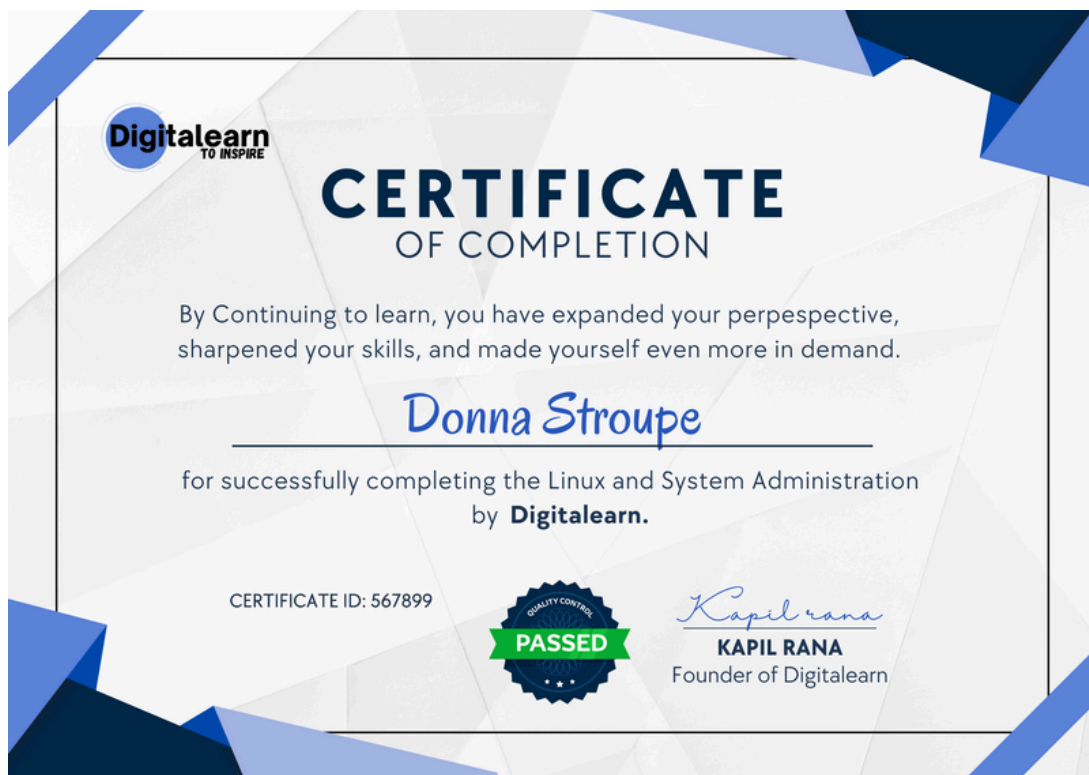 Digitalearn
TO INSPIRE
CERTIFICATE
OF COMPLETION
By Continuing to learn, you have expanded your perpespective,
sharpened your skills, and made yourself even more in demand.
Donna Stroupe
for successfully completing the Linux and System Administration
by Digitalearn.
CERTIFICATE ID: 567899
QUALITY CONTROL
PASSED
Kapil rana
KAPIL RANA
Founder of Digitalearn